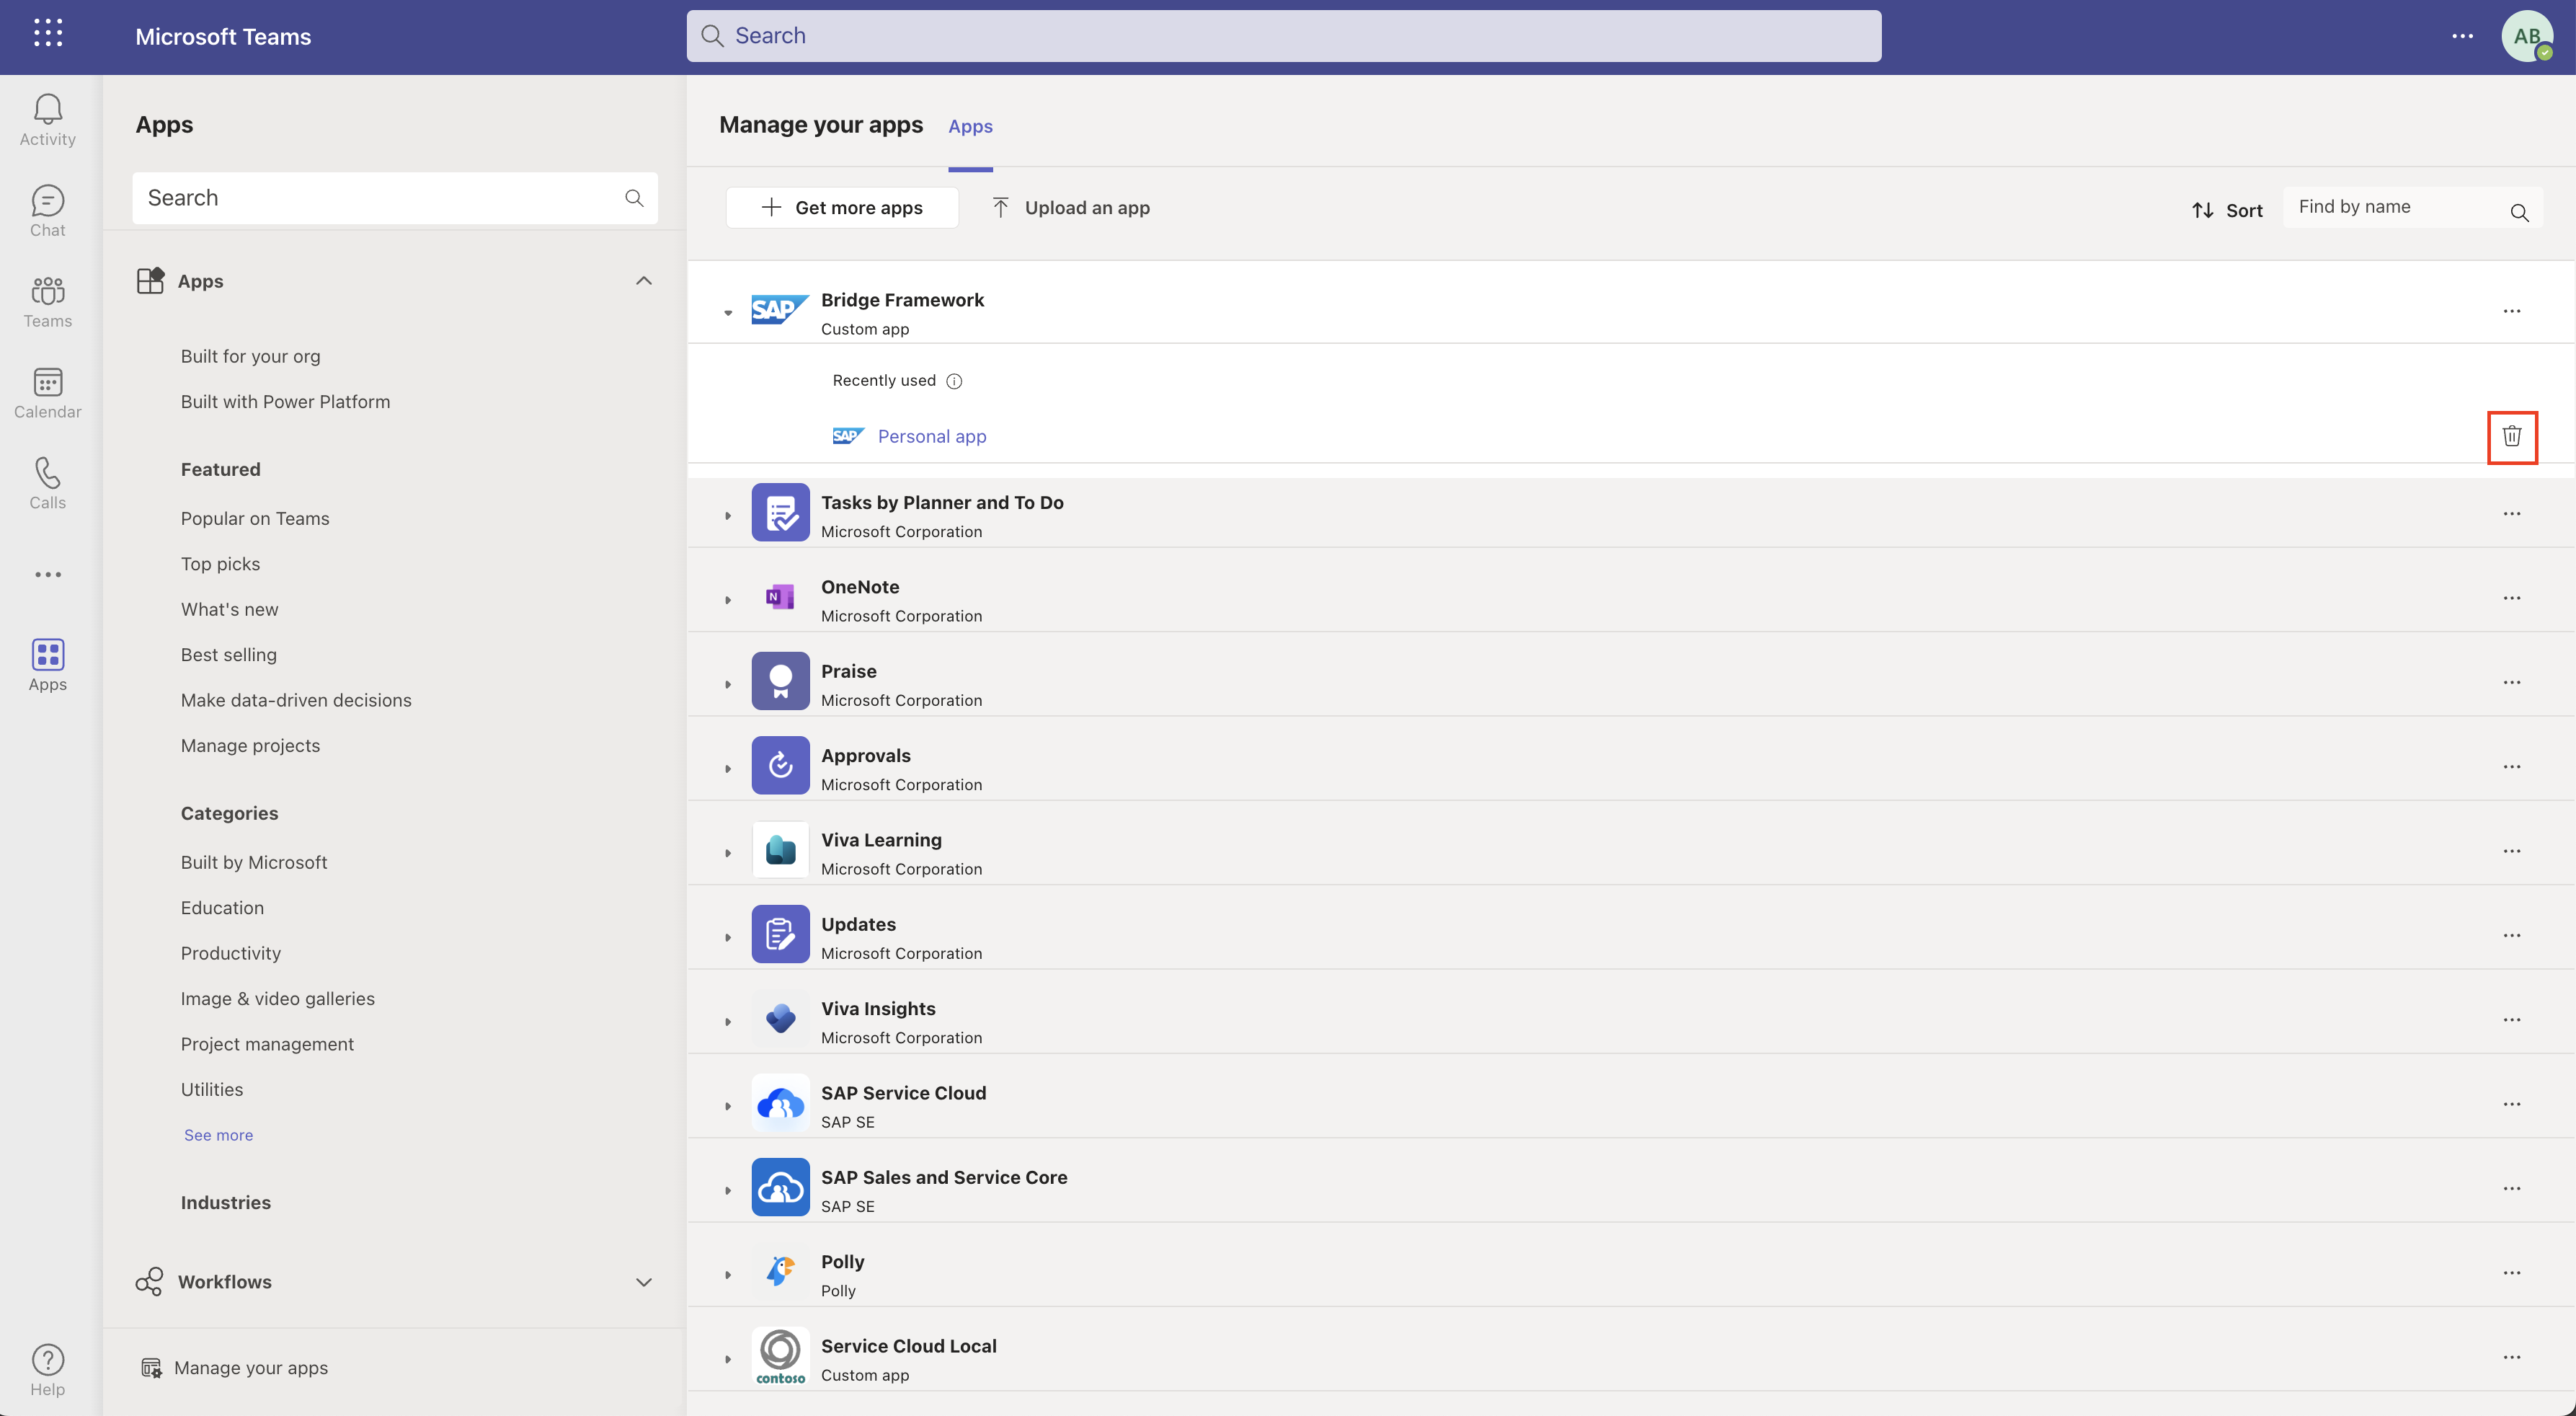 Microsoft Teams
Search
AB
Activity
Chat
Teams
Calendar
Calls
Apps
Help
Apps
Search
Apps
Built for your org
Built with Power Platform
Featured
Popular on Teams
Top picks
What's new
Best selling
Make data-driven decisions
Manage projects
Categories
Built by Microsoft
Education
Productivity
Image & video galleries
Project management
Utilities
See more
Industries
Workflows
Manage your apps
Manage your apps
Apps
Get more apps
Upload an app
Sort
Find by name
SAP
Bridge Framework
Custom app
Recently used
SAP
Personal app
Tasks by Planner and To Do
Microsoft Corporation
N
OneNote
Microsoft Corporation
Praise
Microsoft Corporation
Approvals
Microsoft Corporation
Viva Learning
Microsoft Corporation
Updates
Microsoft Corporation
Viva Insights
Microsoft Corporation
SAP Service Cloud
SAP SE
SAP Sales and Service Core
SAP SE
Polly
Polly
contoso
Service Cloud Local
Custom app